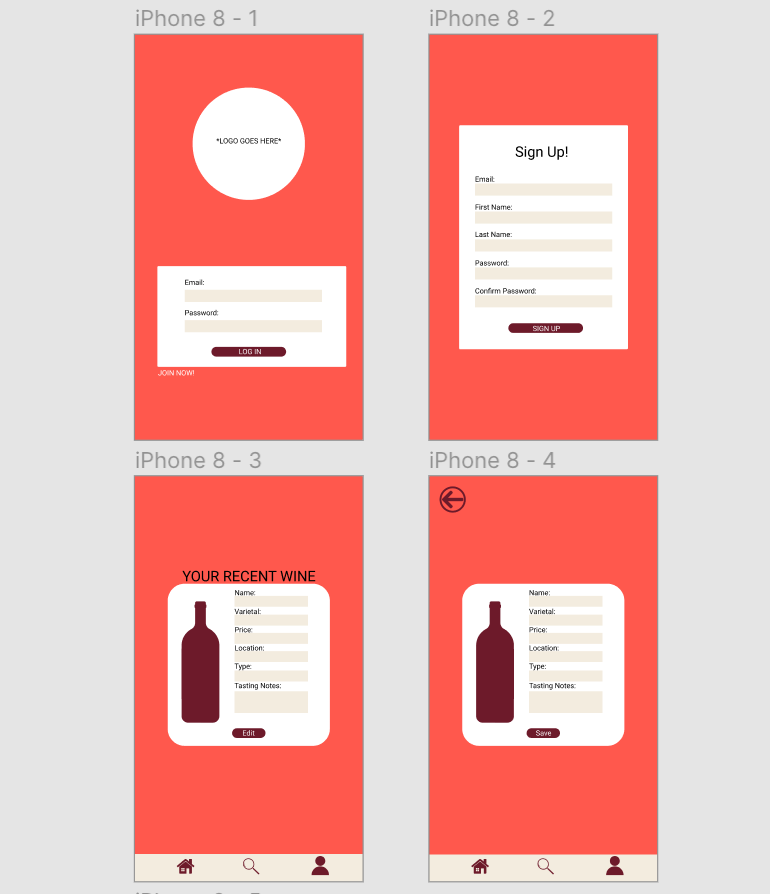 iPhone 8 - 1
*LOGO GOES HERE*
Email:
Password:
LOG IN
JOIN NOW!
iPhone 8 - 2
Sign Up!
Email:
First Name:
Last Name:
Password:
Confirm Password:
SIGN UP
iPhone 8 - 3
YOUR RECENT WINE
Name:
Varietal:
Price:
Location:
Type:
Tasting Notes:
Edit
iPhone 8 - 4
Name:
Varietal:
Price:
Location:
Type:
Tasting Notes:
Save